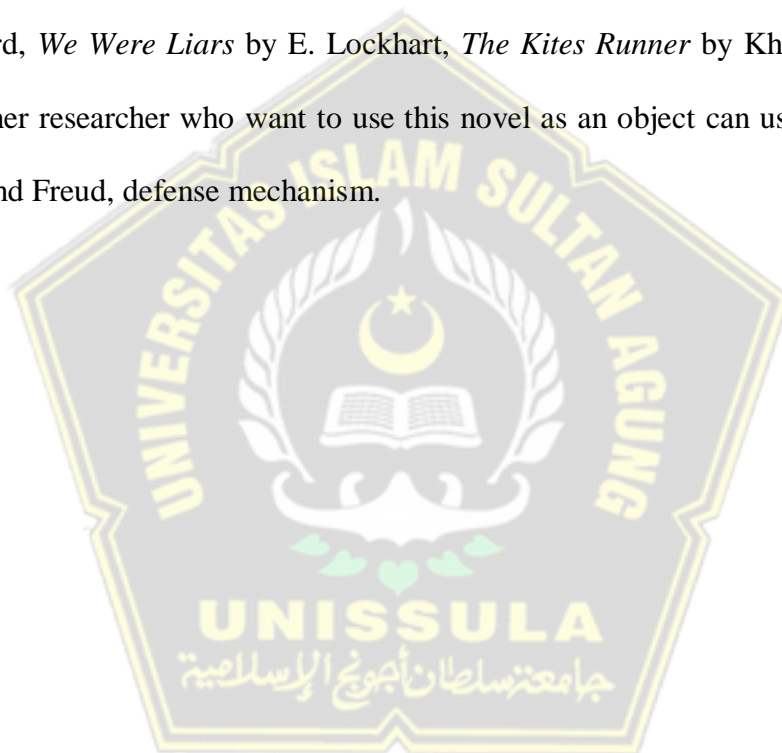 rd, We Were Liars by E. Lockhart, The Kites Runner by Kh
ner researcher who want to use this novel as an object can us
nd Freud, defense mechanism.
UNIVERSITAS ISLAM SULTAN AGUNG
UNISSULA
جامعة سلطان أجونج الإسلامية